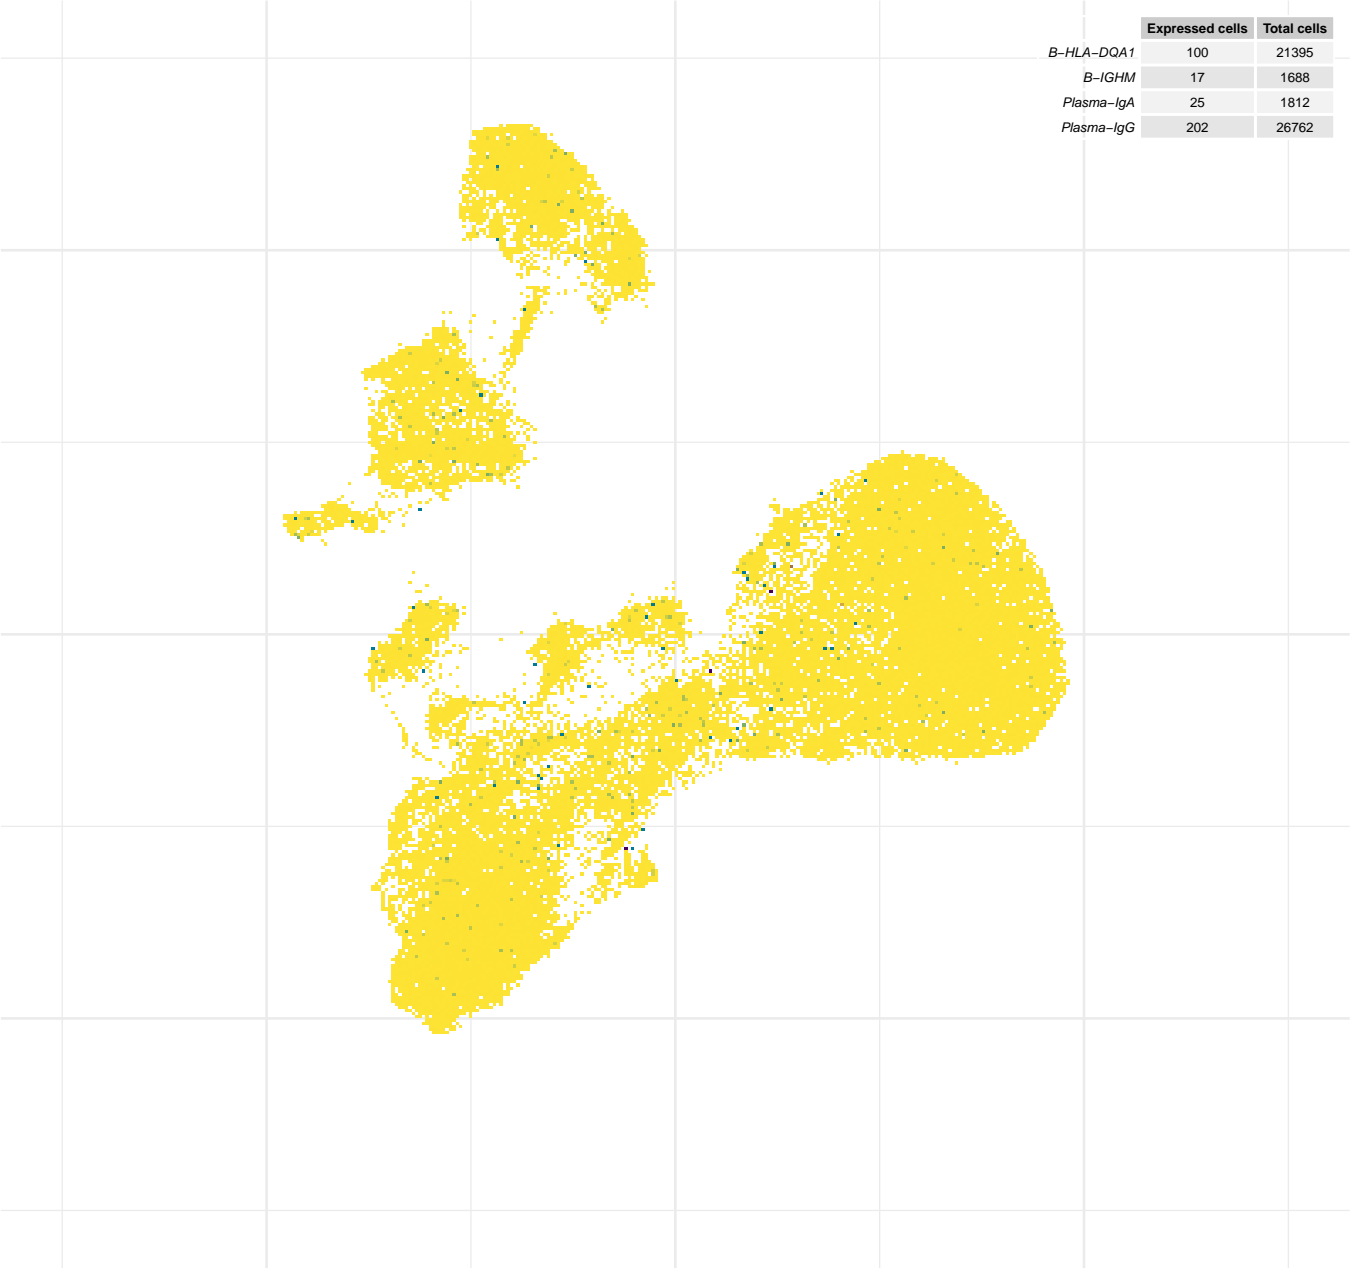 Expressed cells Total cells
B−HLA−DQA1 100 21395
B−IGHM 17 1688
Plasma−IgA 25 1812
Plasma−IgG 202 26762